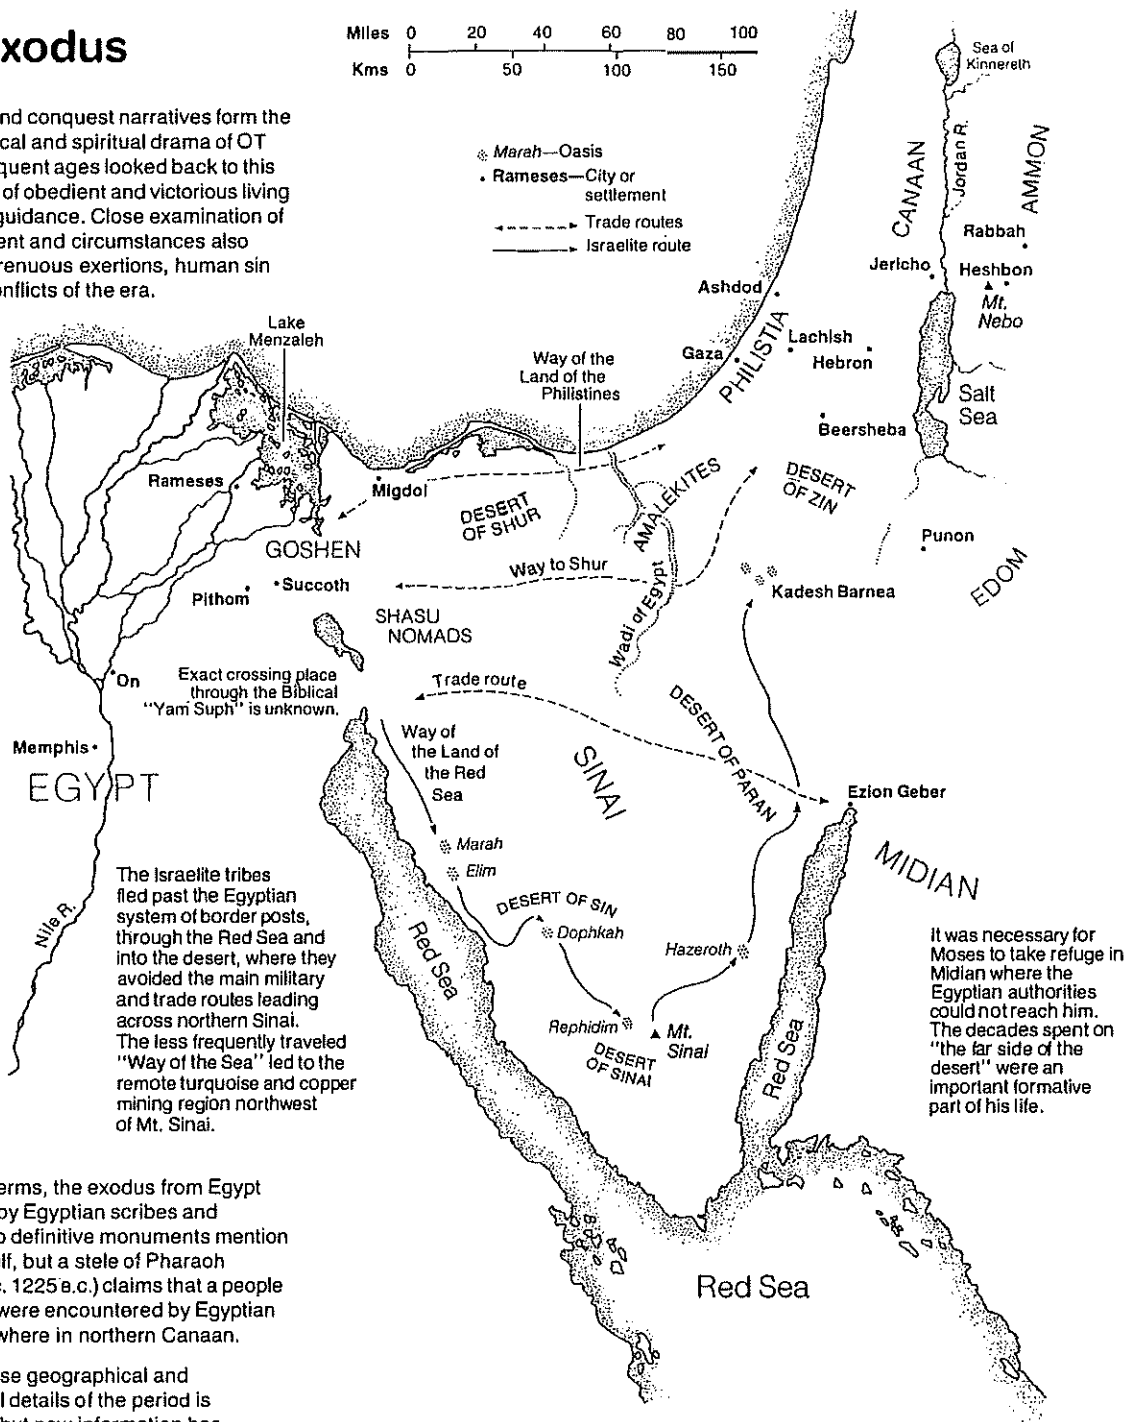 xodus
Miles 0 20 40 60 80 100
Kms 0 50 100 150
nd conquest narratives form the
cal and spiritual drama of OT
quent ages looked back to this
of obedient and victorious living
guidance. Close examination of
ent and circumstances also
renuous exertions, human sin
onflicts of the era.
Marah—Oasis
Rameses—City or
settlement
Trade routes
Israelite route
Sea of
Kinnereth
CANAAN
Jordan R.
AMMON
Rabbah
Jericho
Heshbon
Mt.
Nebo
Ashdod
PHILISTIA
Lachish
Gaza
Hebron
Salt
Sea
Beersheba
Lake
Menzaleh
Way of the
Land of the
Philistines
Rameses
Migdol
DESERT
OF SHUR
AMALEKITES
DESERT
OF ZIN
GOSHEN
Punon
EDOM
Succoth
Pithom
Way to Shur
Wadi of Egypt
Kadesh Barnea
SHASU
NOMADS
On
Exact crossing place
through the Biblical
"Yam Suph" is unknown.
Trade route
DESERT OF PARAN
Memphis
EGYPT
Way of
the Land of
the Red
Sea
SINAI
Ezion Geber
MIDIAN
Marah
Elim
DESERT OF SIN
Dophkah
Hazeroth
Nile R.
Red Sea
Rephidim
Mt.
Sinai
DESERT
OF SINAI
Red Sea
The Israelite tribes
fled past the Egyptian
system of border posts,
through the Red Sea and
into the desert, where they
avoided the main military
and trade routes leading
across northern Sinai.
The less frequently traveled
"Way of the Sea" led to the
remote turquoise and copper
mining region northwest
of Mt. Sinai.
It was necessary for
Moses to take refuge in
Midian where the
Egyptian authorities
could not reach him.
The decades spent on
"the far side of the
desert" were an
important formative
part of his life.
Red Sea
erms, the exodus from Egypt
by Egyptian scribes and
o definitive monuments mention
lf, but a stele of Pharaoh
c. 1225 B.C.) claims that a people
were encountered by Egyptian
where in northern Canaan.
se geographical and
l details of the period is
but new information has